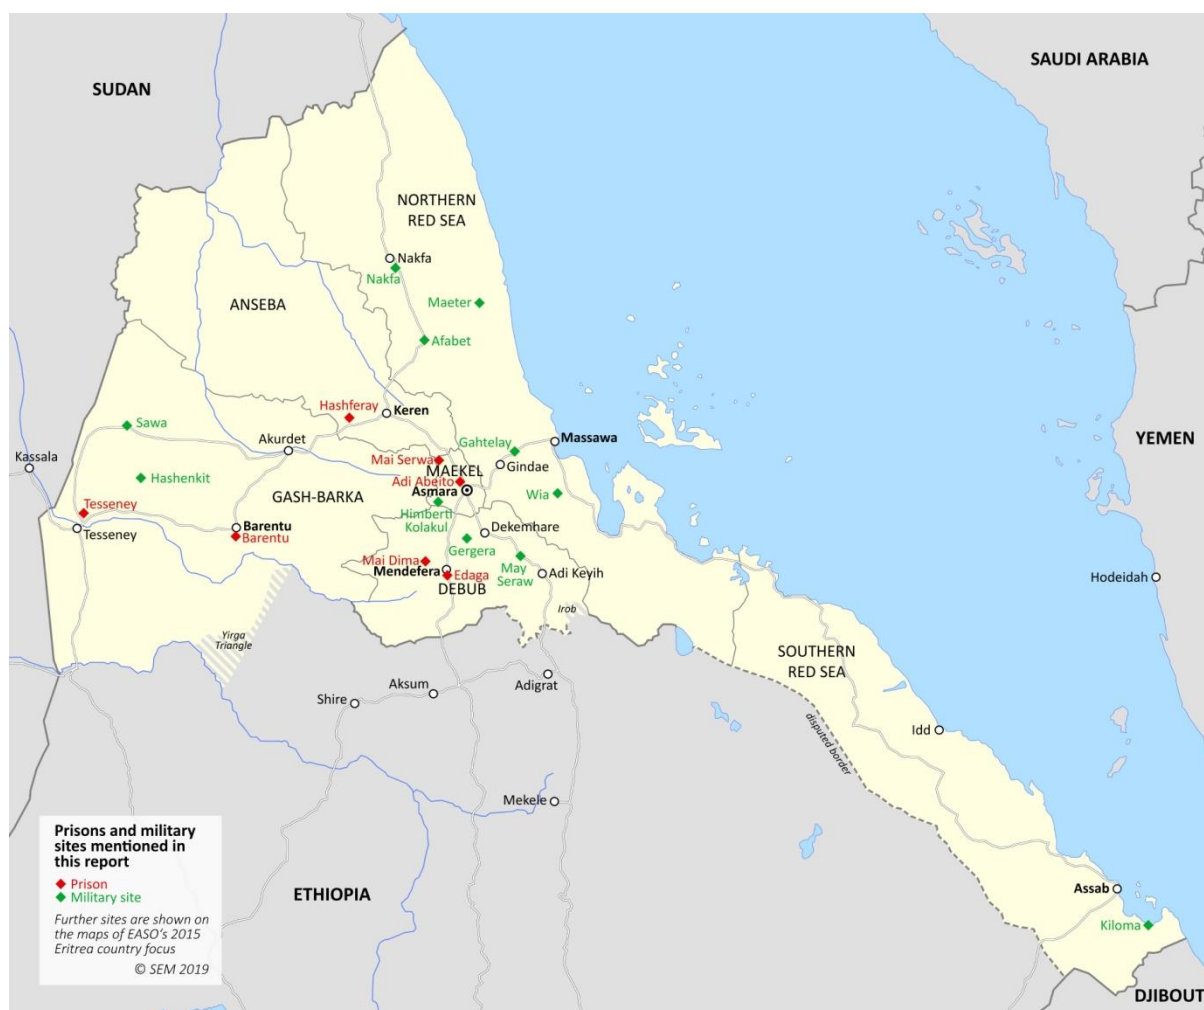 SUDAN
SAUDI ARABIA
NORTHERN
RED SEA
Nakfa
Nakfa
Maeter
ANSEBA
Afabet
Hashferay
Keren
Sawa
Akurdet
Gahtelay
Massawa
YEMEN
Kassala
Mai Serwa
MAEKEL
Gindae
Hashenkit
Adi Abeito
Asmara
GASH-BARKA
Wia
Tesseney
Himberti
Kolakul
Tesseney
Barentu
Barentu
Dekemhare
Gergera
Mai Dima
Mendefera
Edaga
May
Seraw
Adi Keyih
DEBUB
Hodeidah
Irob
Yirga
Triangle
SOUTHERN
RED SEA
Shire
Aksum
Adigrat
disputed border
Idd
Mekele
Prisons and military
sites mentioned in
this report
Prison
Military site
Further sites are shown on
the maps of EASO's 2015
Eritrea country focus
© SEM 2019
ETHIOPIA
Assab
Kiloma
DJIBOUT